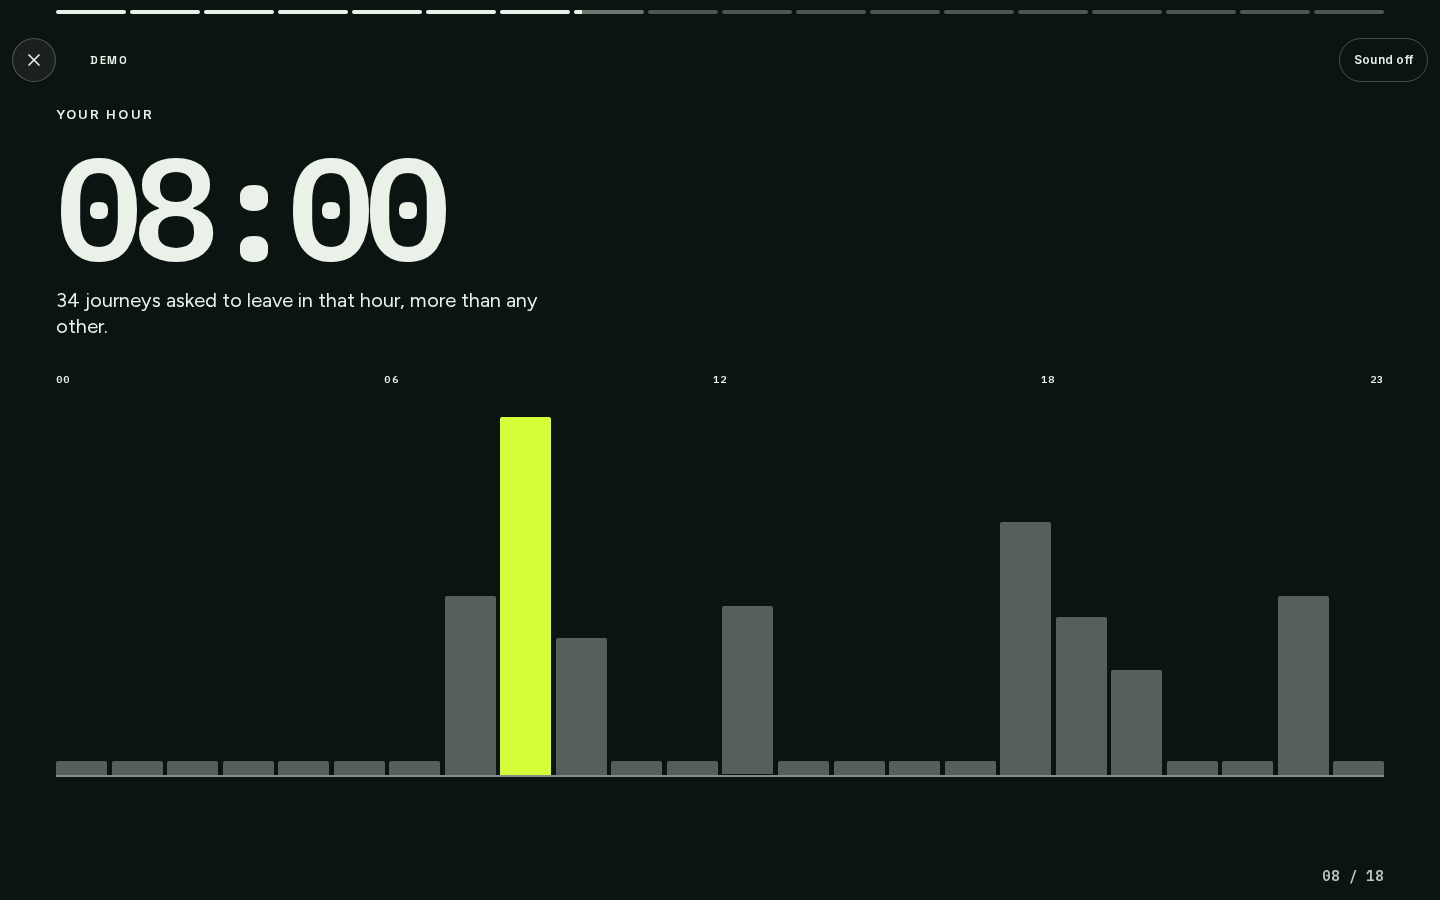 DEMO
Sound off
YOUR HOUR
08:00
34 journeys asked to leave in that hour, more than any
other.
00 06 12 18 23
08 / 18